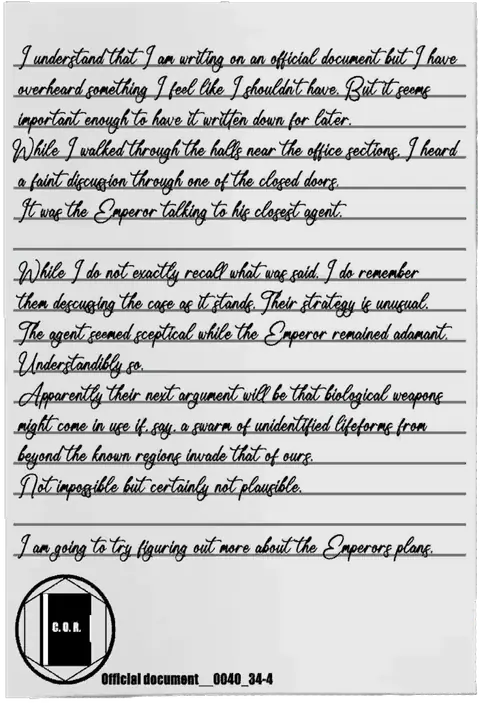 I understand that I am writing on an official document but I have
overheard something I feel like I shouldn't have. But it seems
important enough to have it written down for later.
While I walked through the halls near the office sections, I heard
a faint discussion through one of the closed doors.
It was the Emperor talking to his closest agent.
While I do not exactly recall what was said, I do remember
them descussing the case as it stands. Their strategy is unusual.
The agent seemed sceptical while the Emperor remained adamant.
Understandibly so.
Apparently their next argument will be that biological weapons
might come in use if, say, a swarm of unidentified lifeforms from
beyond the known regions invade that of ours.
Not impossible but certainly not plausible.
I am going to try figuring out more about the Emperors plans.
C. O. R.
Official document__0040_34-4